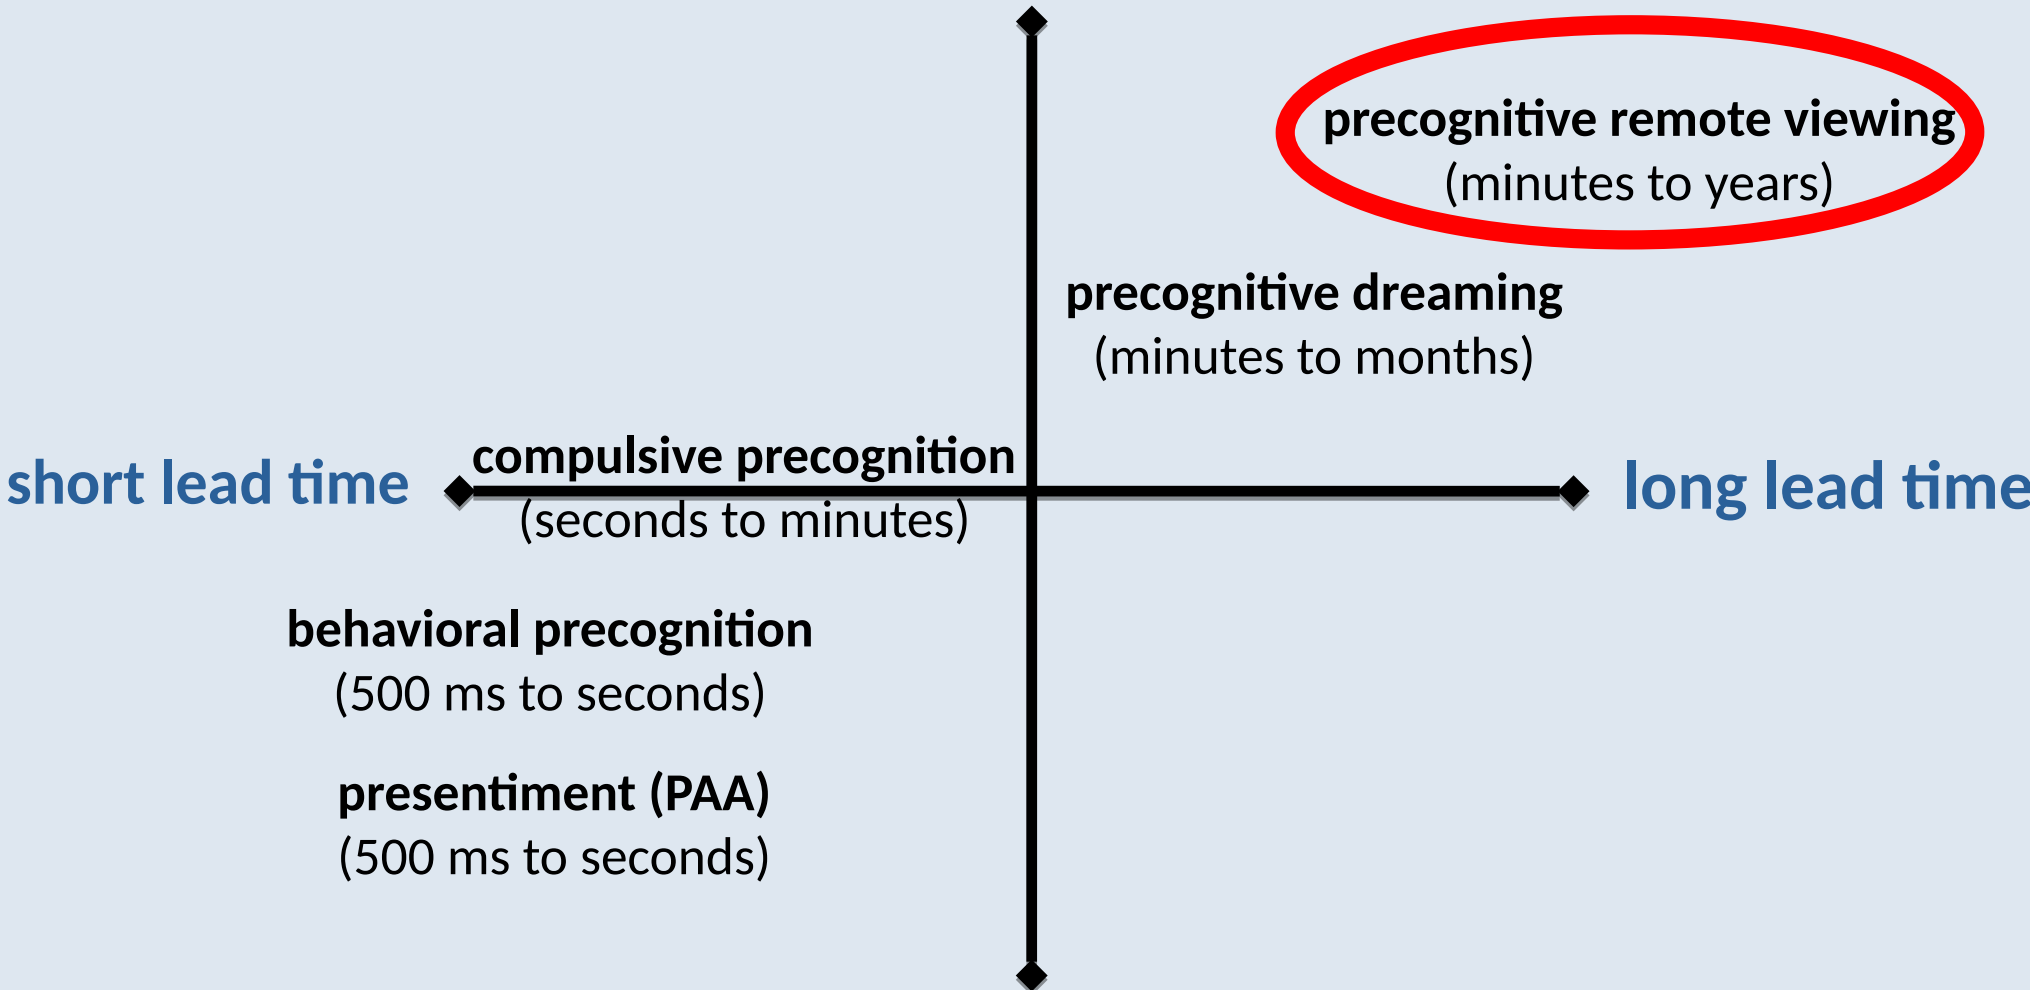 precognitive remote viewing
(minutes to years)
precognitive dreaming
(minutes to months)
compulsive precognition
(seconds to minutes)
short lead time
long lead time
behavioral precognition
(500 ms to seconds)
presentiment (PAA)
(500 ms to seconds)